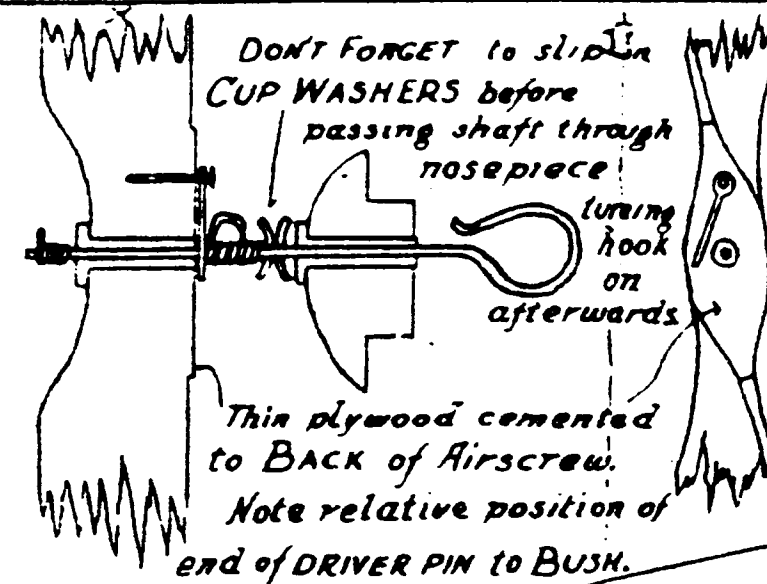 DON'T FORGET to slip on
CUP WASHERS before
passing shaft through
nosepiece
turning
hook
on
afterwards
Thin plywood cemented
to BACK of Airscrew.
Note relative position of
end of DRIVER PIN to BUSH.